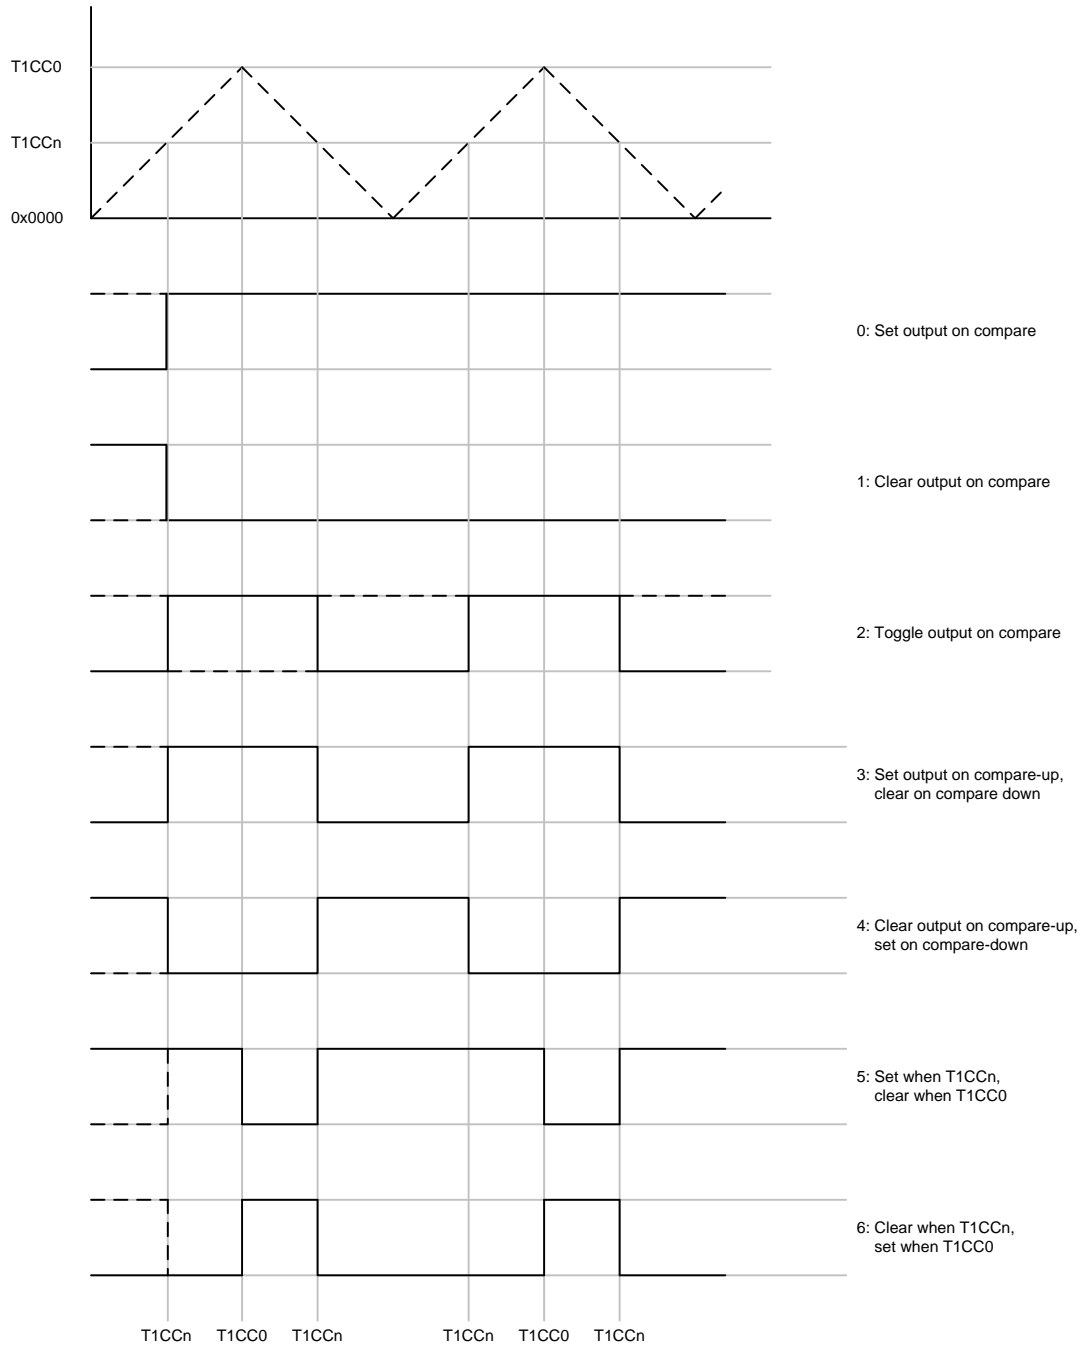 T1CC0
T1CCn
0x0000
0: Set output on compare
1: Clear output on compare
2: Toggle output on compare
3: Set output on compare-up,
clear on compare down
4: Clear output on compare-up,
set on compare-down
5: Set when T1CCn,
clear when T1CC0
6: Clear when T1CCn,
set when T1CC0
T1CCn T1CC0 T1CCn T1CCn T1CC0 T1CCn